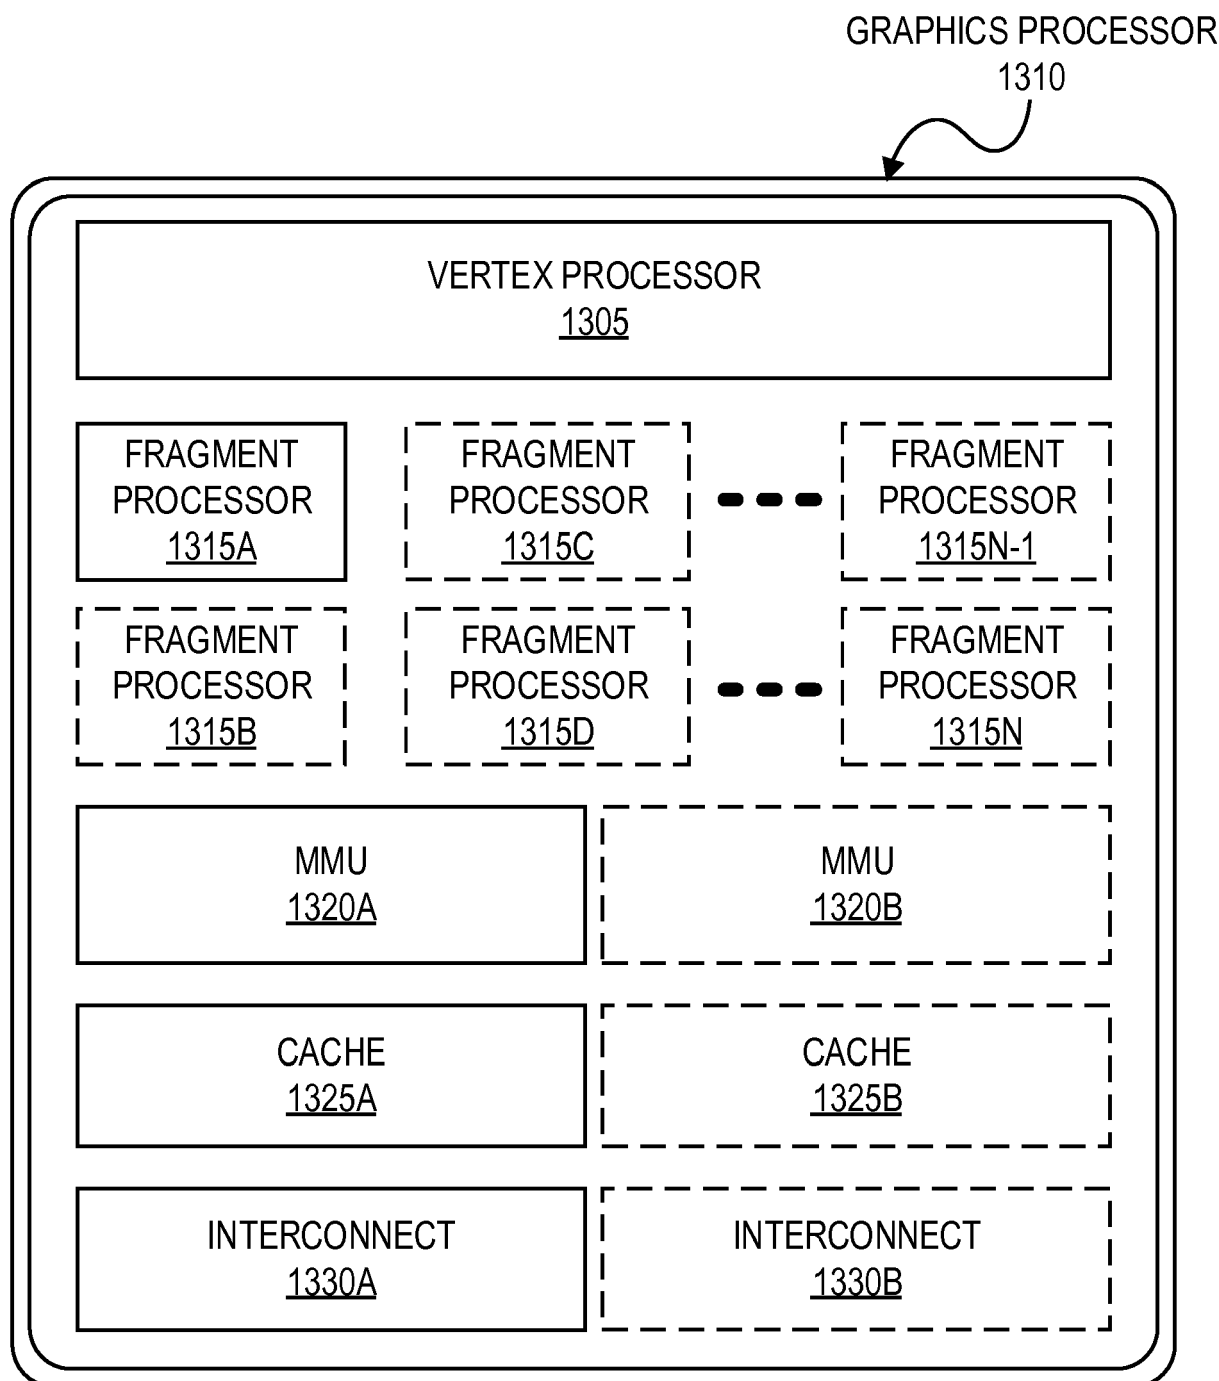 GRAPHICS PROCESSOR
1310
VERTEX PROCESSOR
1305
FRAGMENT
PROCESSOR
1315A
FRAGMENT
PROCESSOR
1315C
FRAGMENT
PROCESSOR
1315N-1
FRAGMENT
PROCESSOR
1315B
FRAGMENT
PROCESSOR
1315D
FRAGMENT
PROCESSOR
1315N
MMU
1320A
MMU
1320B
CACHE
1325A
CACHE
1325B
INTERCONNECT
1330A
INTERCONNECT
1330B